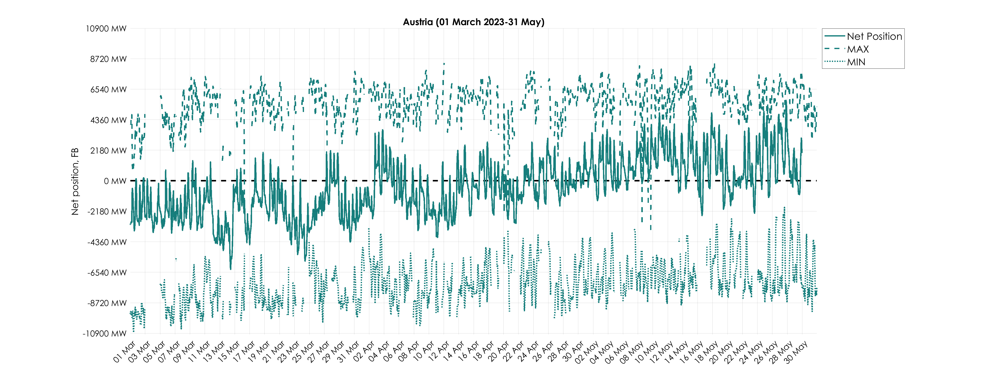 Austria (01 March 2023-31 May)
10900 MW
8720 MW
6540 MW
4360 MW
2180 MW
0 MW
-2180 MW
-4360 MW
-6540 MW
-8720 MW
-10900 MW
Net position, FB
01 Mar
03 Mar
05 Mar
07 Mar
09 Mar
11 Mar
13 Mar
15 Mar
17 Mar
19 Mar
21 Mar
23 Mar
25 Mar
27 Mar
29 Mar
31 Mar
02 Apr
04 Apr
06 Apr
08 Apr
10 Apr
12 Apr
14 Apr
16 Apr
18 Apr
20 Apr
22 Apr
24 Apr
26 Apr
28 Apr
30 Apr
02 May
04 May
06 May
08 May
10 May
12 May
14 May
16 May
18 May
20 May
22 May
24 May
26 May
28 May
30 May
Net Position
MAX
MIN